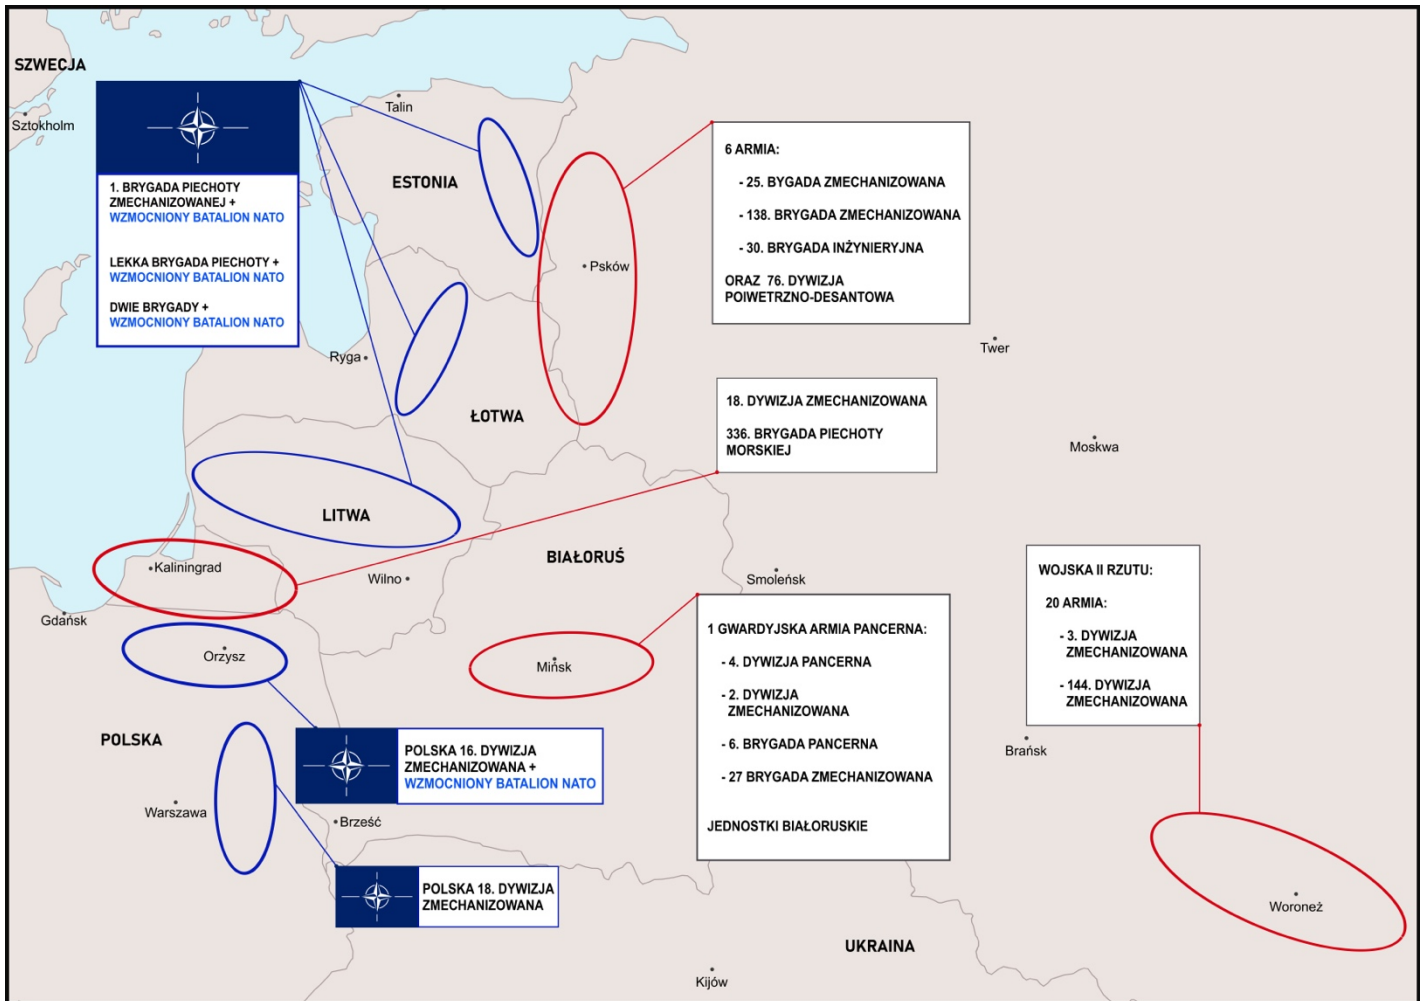 SZWECJA
Sztokholm
Talin
1. BRYGADA PIECHOTY
ZMECHANIZOWANEJ +
WZMOCNIONY BATALION NATO
LEKKA BRYGADA PIECHOTY +
WZMOCNIONY BATALION NATO
DWIE BRYGADY +
WZMOCNIONY BATALION NATO
ESTONIA
Psków
6 ARMIA:
- 25. BYGADA ZMECHANIZOWANA
- 138. BRYGADA ZMECHANIZOWANA
- 30. BRYGADA INŻYNIERYJNA
ORAZ 76. DYWIZJA
POIWETRZNO-DESANTOWA
Ryga
Twer
ŁOTWA
18. DYWIZJA ZMECHANIZOWANA
336. BRYGADA PIECHOTY
MORSKIEJ
Moskwa
LITWA
BIAŁORUŚ
Kaliningrad
Wilno
Smoleńsk
Gdańsk
Orzysz
Mińsk
1 GWARDYJSKA ARMIA PANCERNA:
- 4. DYWIZJA PANCERNA
- 2. DYWIZJA
ZMECHANIZOWANA
- 6. BRYGADA PANCERNA
- 27 BRYGADA ZMECHANIZOWANA
JEDNOSTKI BIAŁORUSKIE
WOJSKA II RZUTU:
20 ARMIA:
- 3. DYWIZJA
ZMECHANIZOWANA
- 144. DYWIZJA
ZMECHANIZOWANA
POLSKA
POLSKA 16. DYWIZJA
ZMECHANIZOWANA +
WZMOCNIONY BATALION NATO
Brańsk
Warszawa
Brześć
POLSKA 18. DYWIZJA
ZMECHANIZOWANA
Woroneż
UKRAINA
Kijów